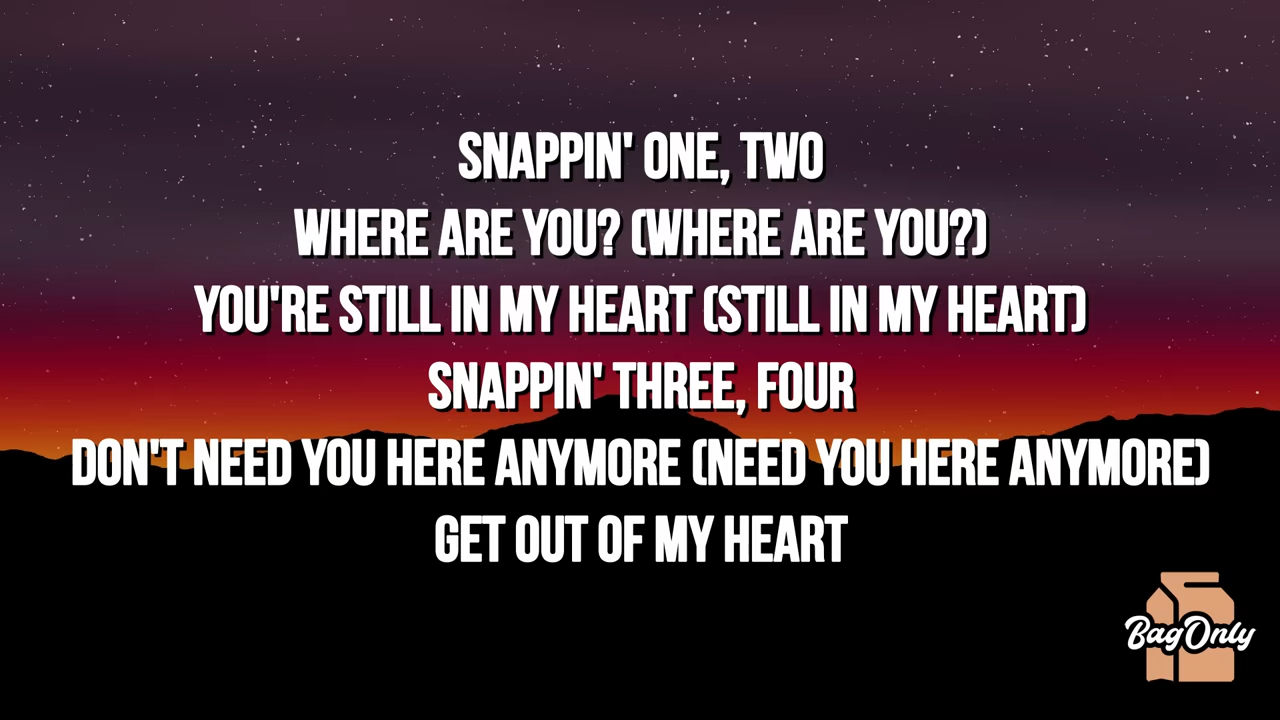 SNAPPIN' ONE, TWO
WHERE ARE YOU? (WHERE ARE YOU?)
YOU'RE STILL IN MY HEART (STILL IN MY HEART)
SNAPPIN' THREE, FOUR
DON'T NEED YOU HERE ANYMORE (NEED YOU HERE ANYMORE)
GET OUT OF MY HEART
BagOnly